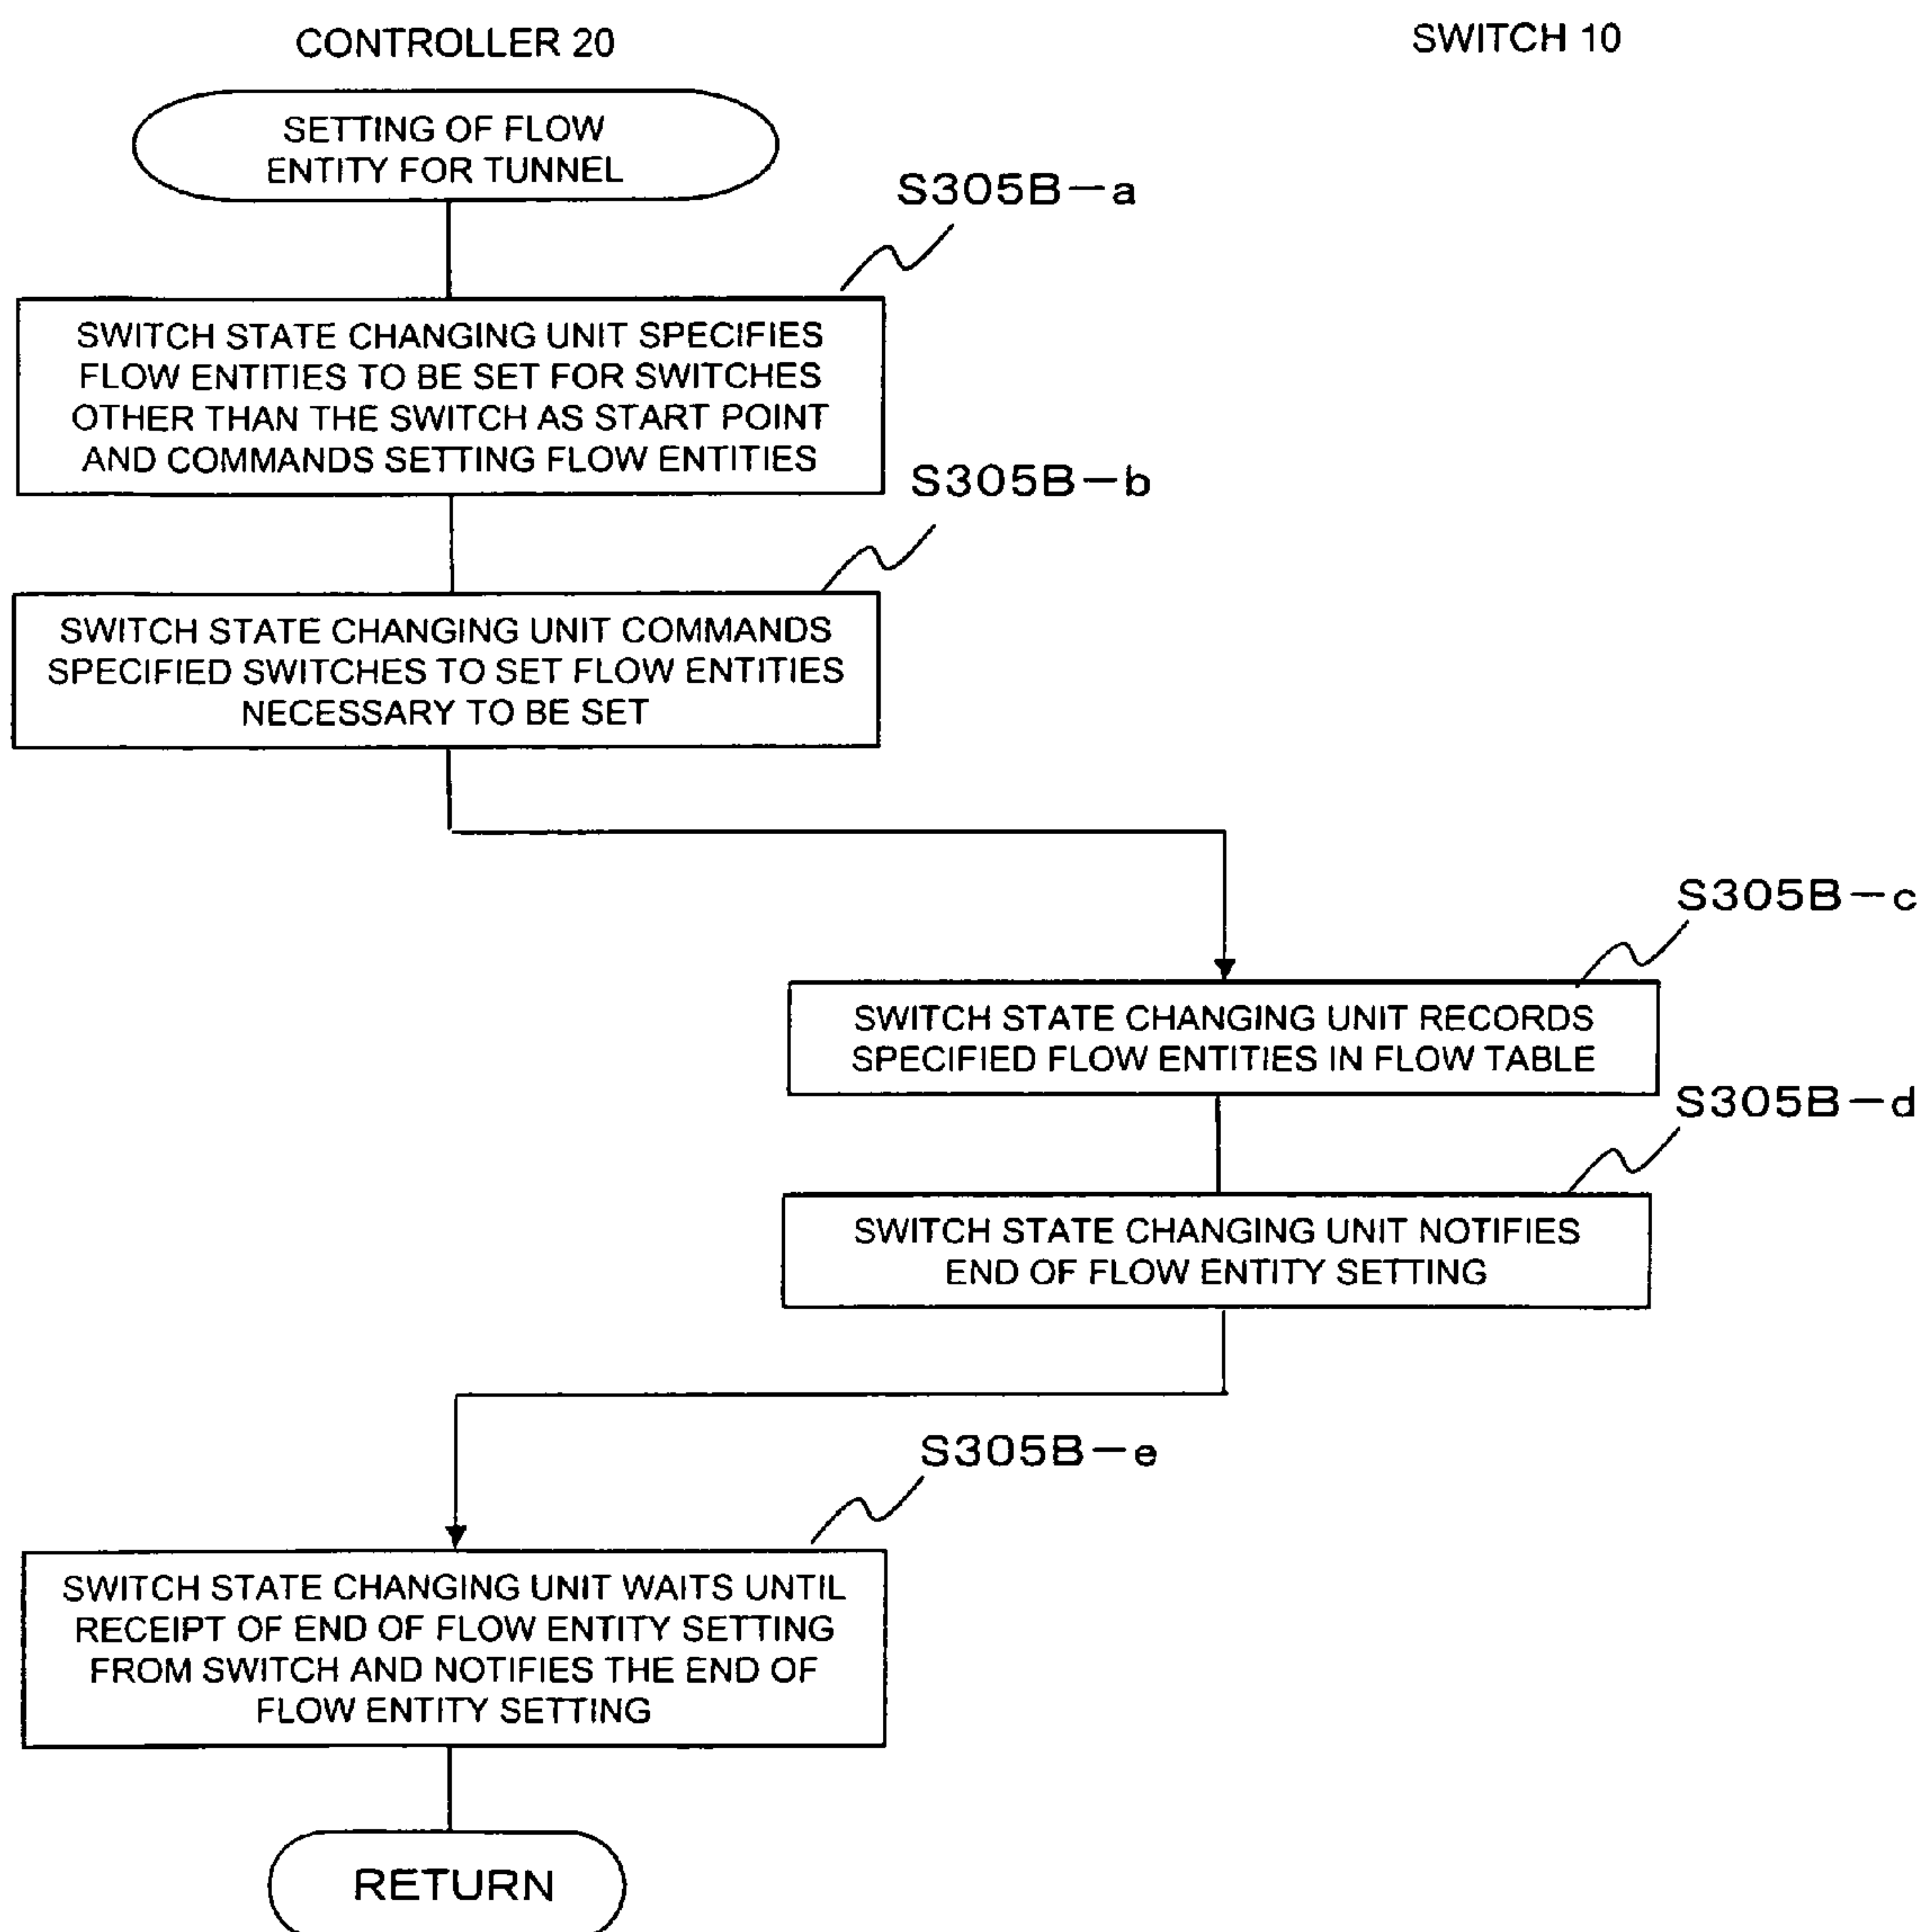 CONTROLLER 20
SWITCH 10
SETTING OF FLOW
ENTITY FOR TUNNEL
S305B-a
SWITCH STATE CHANGING UNIT SPECIFIES
FLOW ENTITIES TO BE SET FOR SWITCHES
OTHER THAN THE SWITCH AS START POINT
AND COMMANDS SETTING FLOW ENTITIES
S305B-b
SWITCH STATE CHANGING UNIT COMMANDS
SPECIFIED SWITCHES TO SET FLOW ENTITIES
NECESSARY TO BE SET
S305B-c
SWITCH STATE CHANGING UNIT RECORDS
SPECIFIED FLOW ENTITIES IN FLOW TABLE
S305B-d
SWITCH STATE CHANGING UNIT NOTIFIES
END OF FLOW ENTITY SETTING
S305B-e
SWITCH STATE CHANGING UNIT WAITS UNTIL
RECEIPT OF END OF FLOW ENTITY SETTING
FROM SWITCH AND NOTIFIES THE END OF
FLOW ENTITY SETTING
RETURN